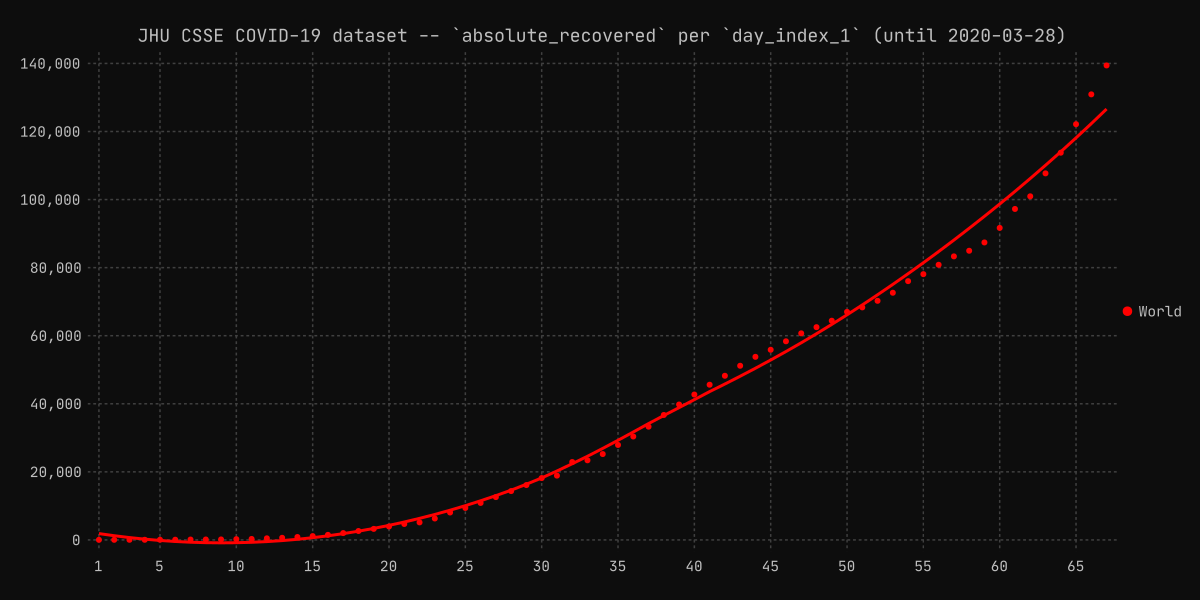 JHU CSSE COVID-19 dataset -- `absolute_recovered` per `day_index_1` (until 2020-03-28)
140,000
120,000
100,000
80,000
60,000
40,000
20,000
0
World
1 5 10 15 20 25 30 35 40 45 50 55 60 65